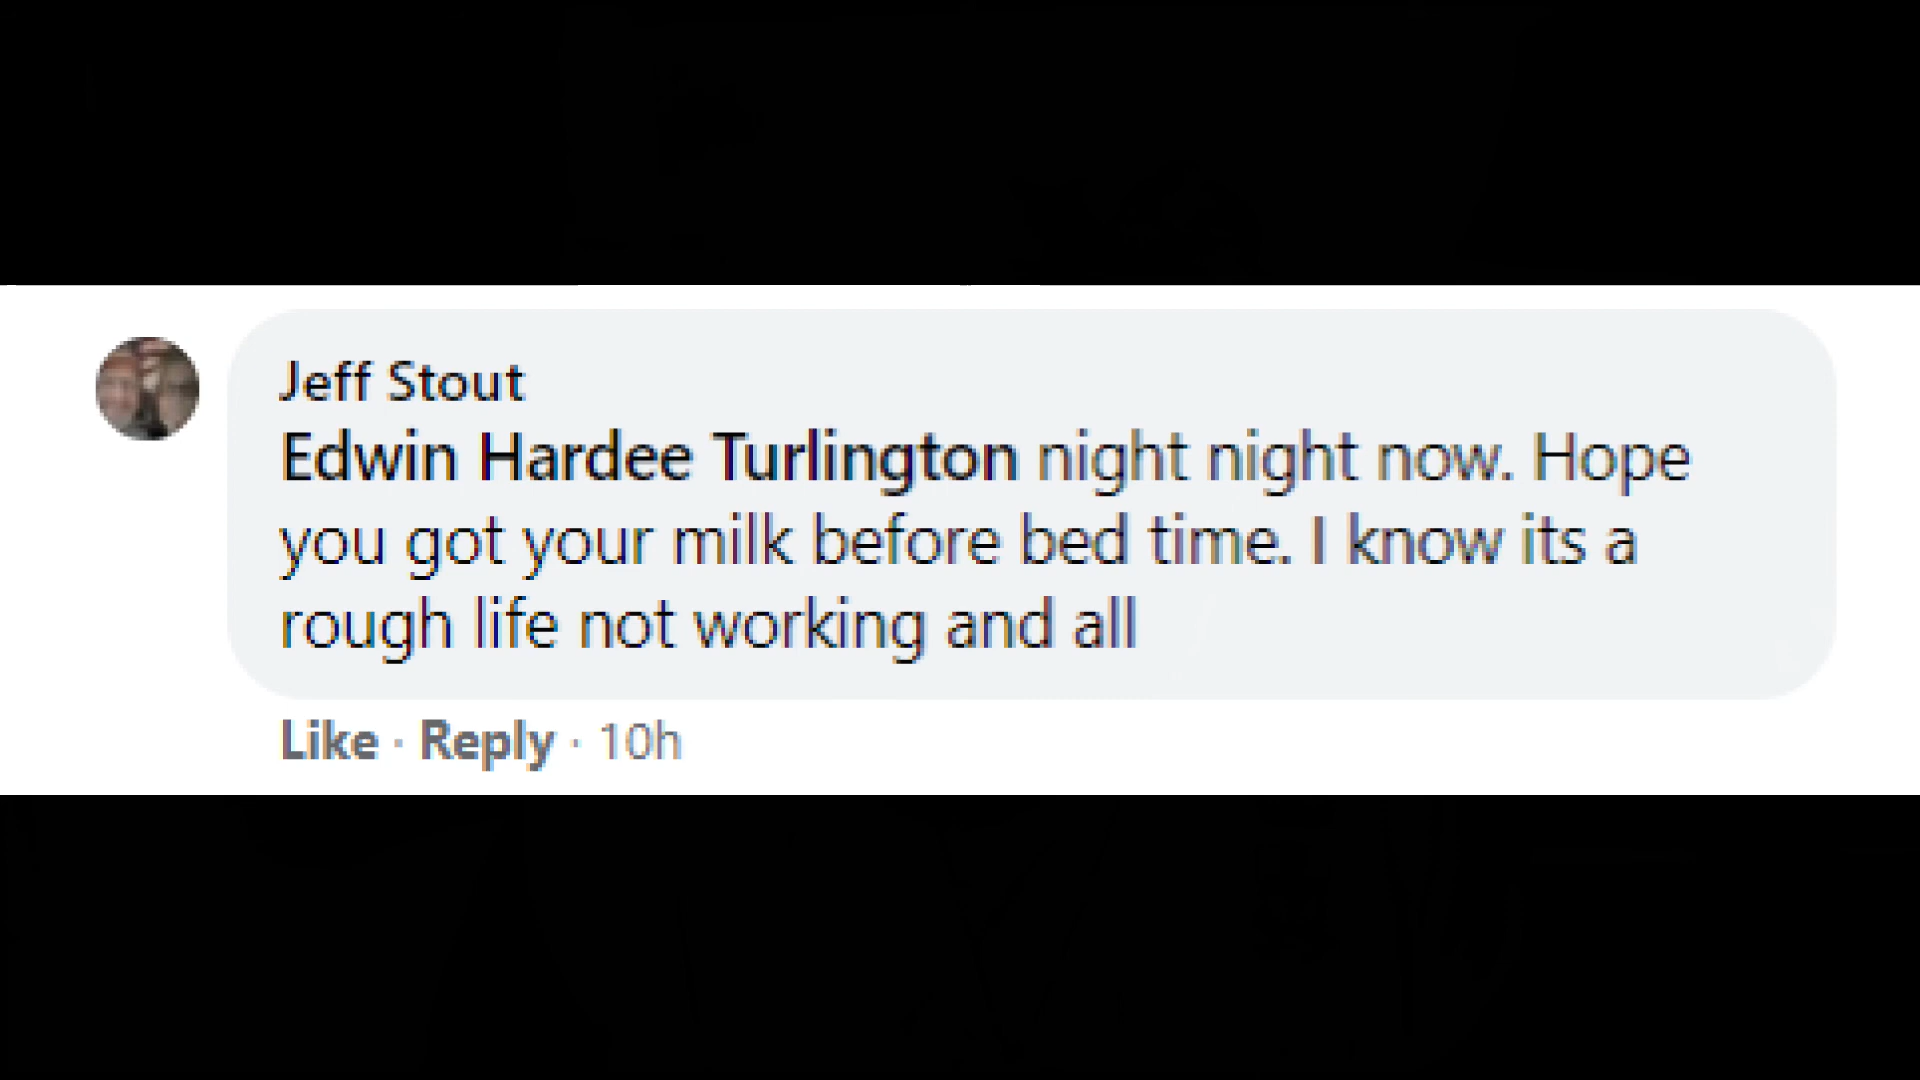 Jeff Stout
Edwin Hardee Turlington night night now. Hope
you got your milk before bed time. I know its a
rough life not working and all
Like · Reply · 10h